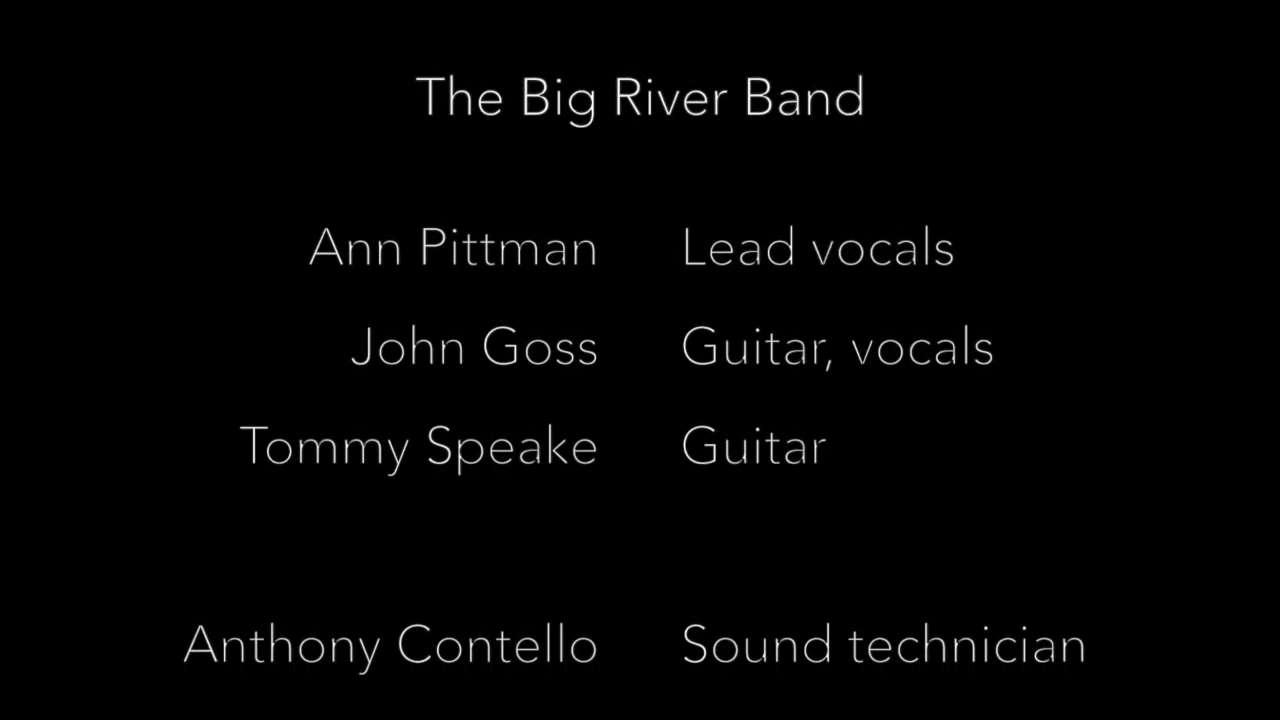 The Big River Band
Ann Pittman Lead vocals
John Goss Guitar, vocals
Tommy Speake Guitar
Anthony Contello Sound technician